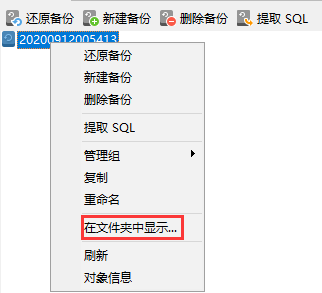 还原备份 新建备份 删除备份 提取 SQL
20200912005413
还原备份
新建备份
删除备份
提取 SQL
管理组
复制
重命名
在文件夹中显示...
刷新
对象信息